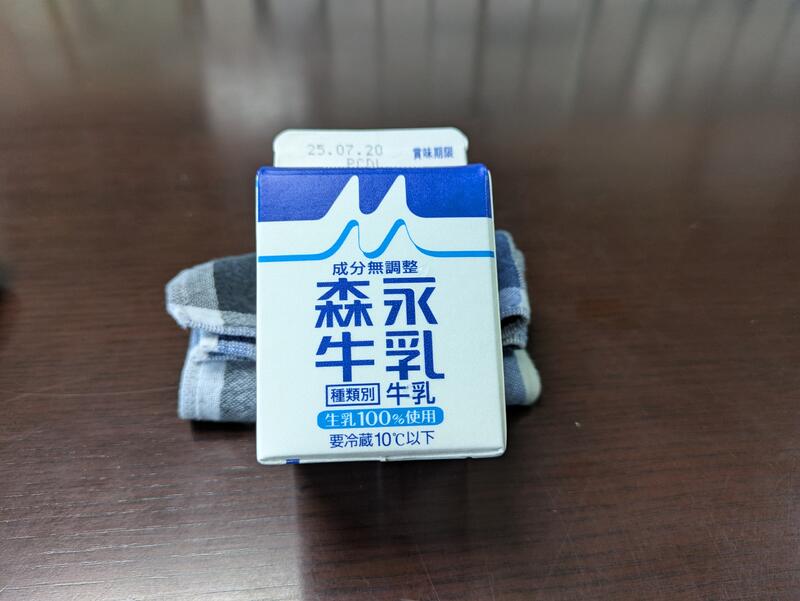 25.07.20 賞味期限
成分無調整
森永
牛乳
種類別 牛乳
生乳100%使用
要冷蔵10℃以下